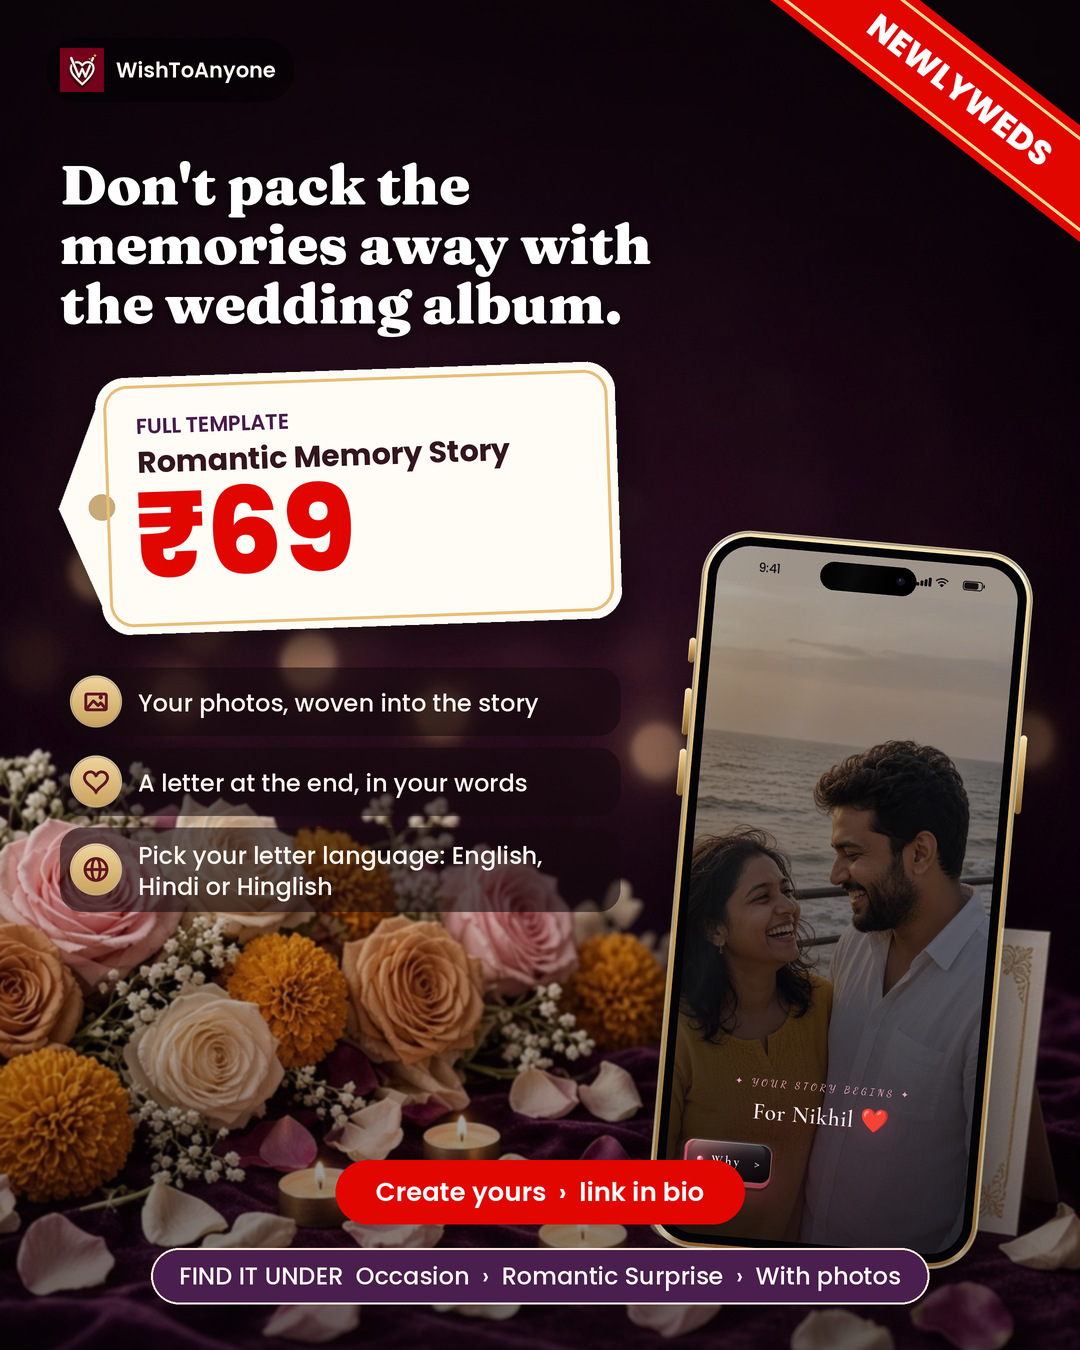 WishToAnyone
NEWLYWEDS
Don't pack the
memories away with
the wedding album.
FULL TEMPLATE
Romantic Memory Story
₹69
Your photos, woven into the story
A letter at the end, in your words
Pick your letter language: English,
Hindi or Hinglish
9:41
✦ YOUR STORY BEGINS ✦
For Nikhil ❤️
Why >
Create yours › link in bio
FIND IT UNDER Occasion › Romantic Surprise › With photos